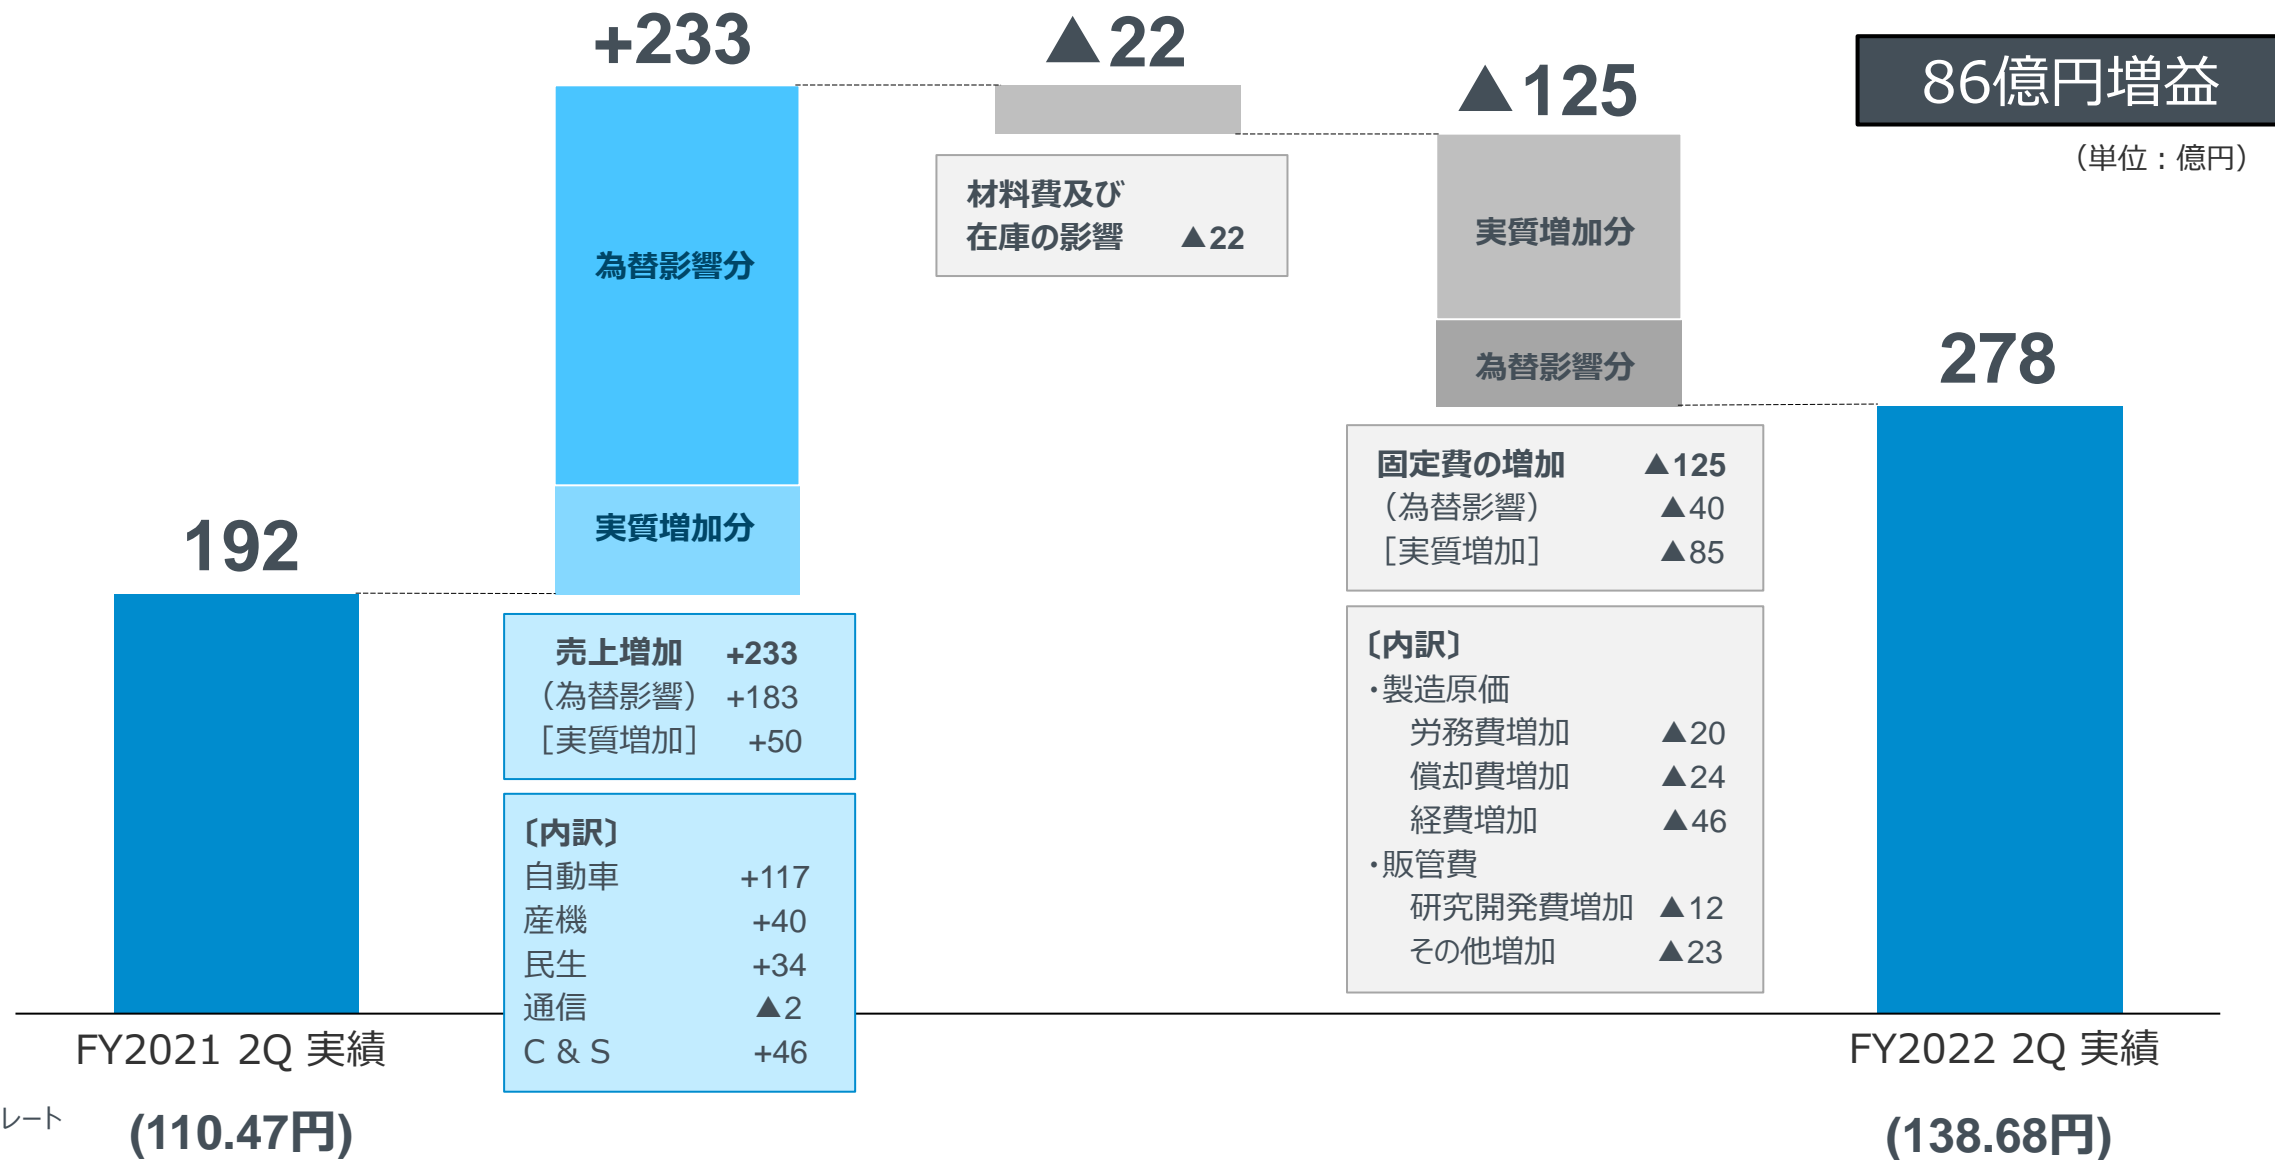 86億円増益
（単位：億円）
192
+233
為替影響分
実質増加分
売上増加 +233
（為替影響） +183
［実質増加］ +50
〔内訳〕
自動車 +117
産機 +40
民生 +34
通信 ▲2
C & S +46
▲22
材料費及び
在庫の影響 ▲22
▲125
実質増加分
為替影響分
固定費の増加 ▲125
（為替影響） ▲40
［実質増加］ ▲85
〔内訳〕
・製造原価
労務費増加 ▲20
償却費増加 ▲24
経費増加 ▲46
・販管費
研究開発費増加 ▲12
その他増加 ▲23
278
FY2021 2Q 実績
FY2022 2Q 実績
レート
(110.47円)
(138.68円)